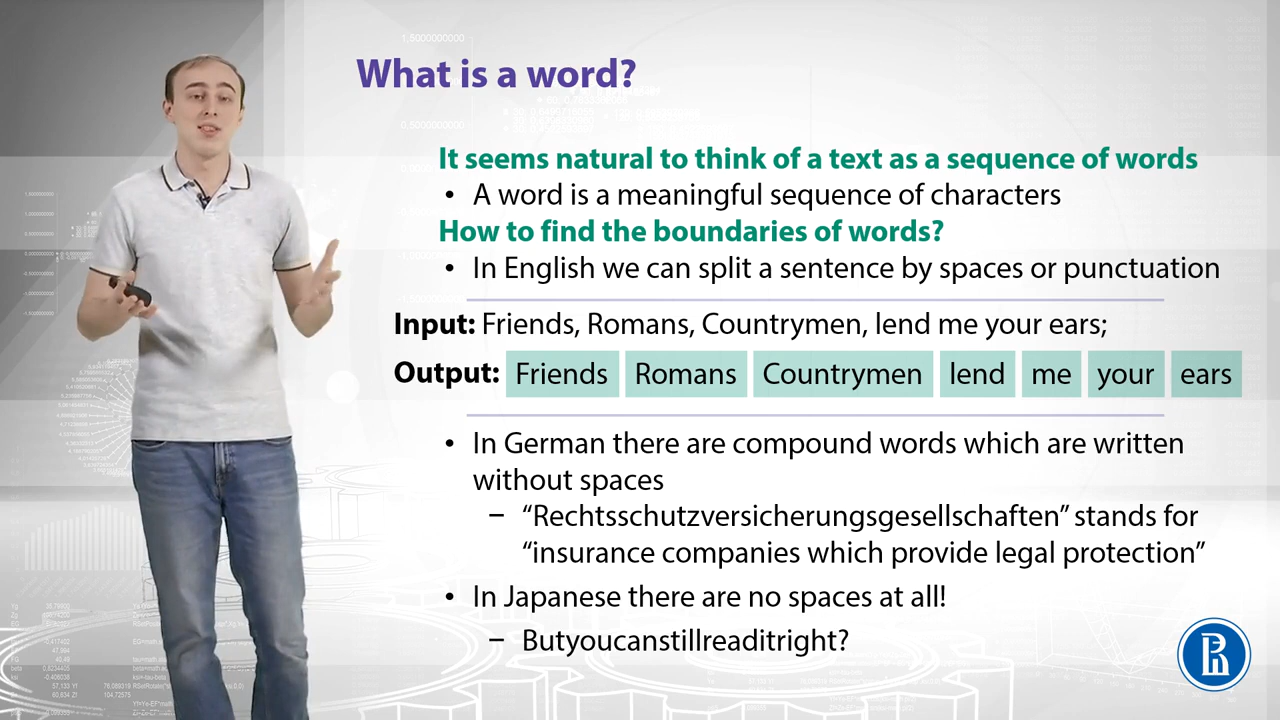 What is a word?
It seems natural to think of a text as a sequence of words
• A word is a meaningful sequence of characters
How to find the boundaries of words?
• In English we can split a sentence by spaces or punctuation
Input: Friends, Romans, Countrymen, lend me your ears;
Output: Friends Romans Countrymen lend me your ears
• In German there are compound words which are written
without spaces
– “Rechtsschutzversicherungsgesellschaften” stands for
“insurance companies which provide legal protection”
• In Japanese there are no spaces at all!
– Butyoucanstillreaditright?